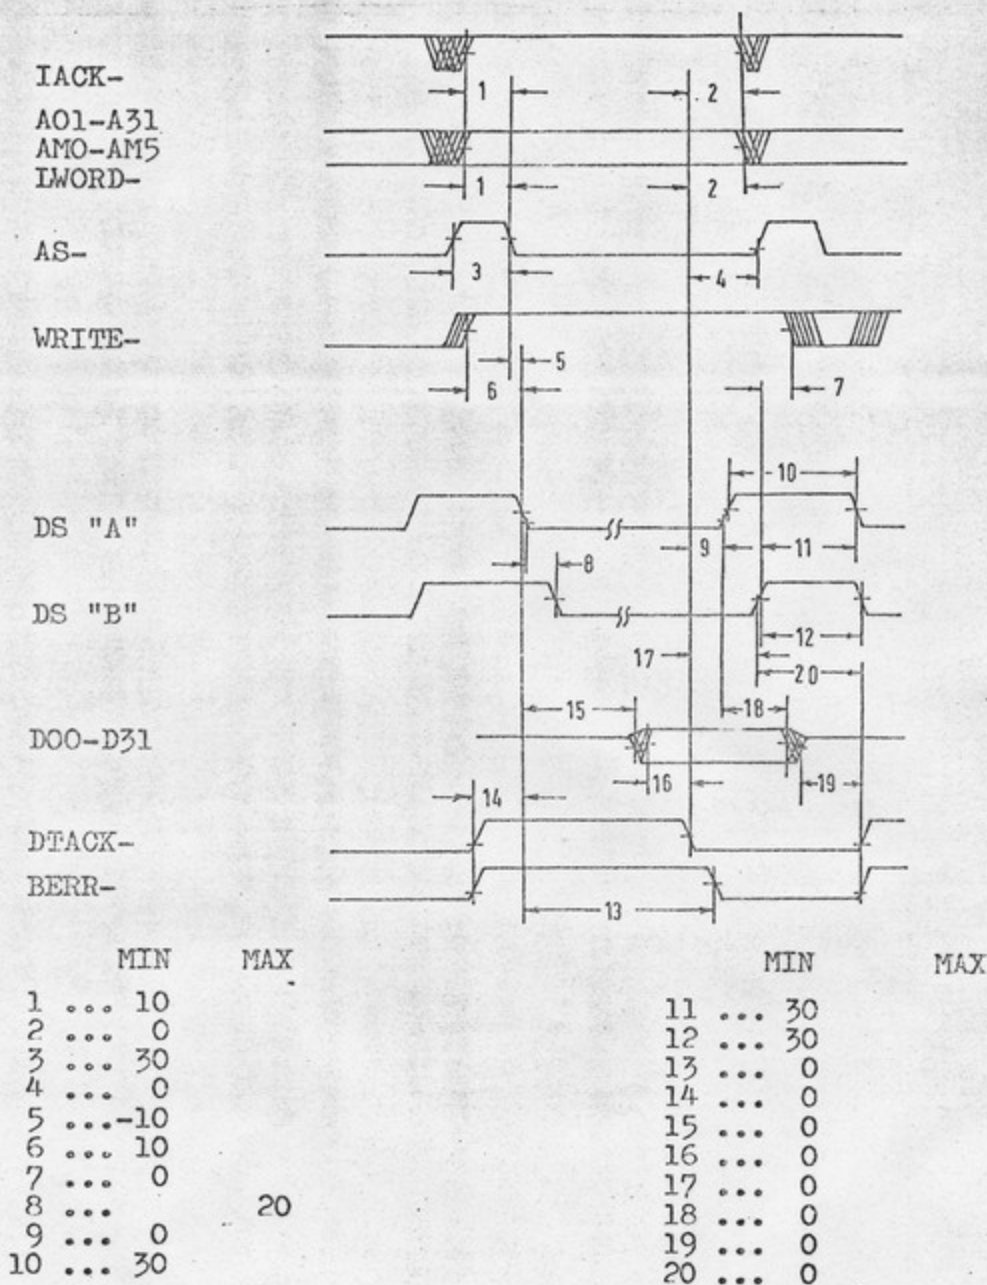 IACK-
1
2
AO1-A31
AMO-AM5
LWORD-
1
2
AS-
3
4
WRITE-
5
6
7
10
DS "A"
9
11
8
DS "B"
12
17
20
15
18
DOO-D31
16
19
14
DTACK-
BERR-
13
MIN MAX MIN MAX
1 ... 10
2 ... 0
3 ... 30
4 ... 0
5 ... -10
6 ... 10
7 ... 0
8 ... 20
9 ... 0
10 ... 30
11 ... 30
12 ... 30
13 ... 0
14 ... 0
15 ... 0
16 ... 0
17 ... 0
18 ... 0
19 ... 0
20 ... 0